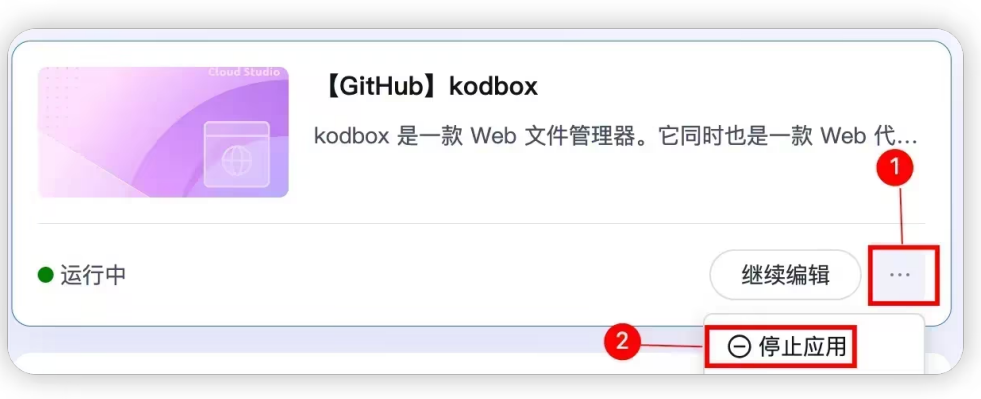 Cloud Studio
【GitHub】kodbox
kodbox 是一款 Web 文件管理器。它同时也是一款 Web 代...
1
运行中
继续编辑
...
2
停止应用